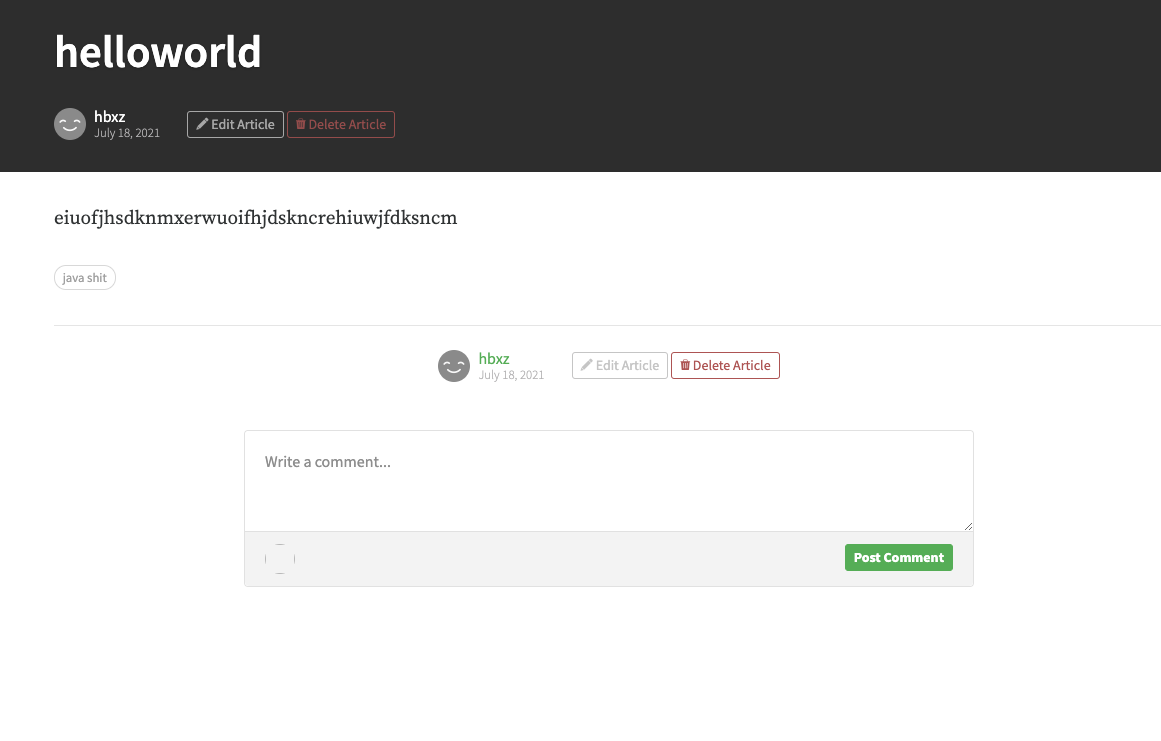 helloworld
hbxz
July 18, 2021
Edit Article Delete Article
eiuofjhsdknmxerwuoifhjdskncrehiuwjfdksncm
java shit
hbxz
July 18, 2021
Edit Article Delete Article
Write a comment...
Post Comment